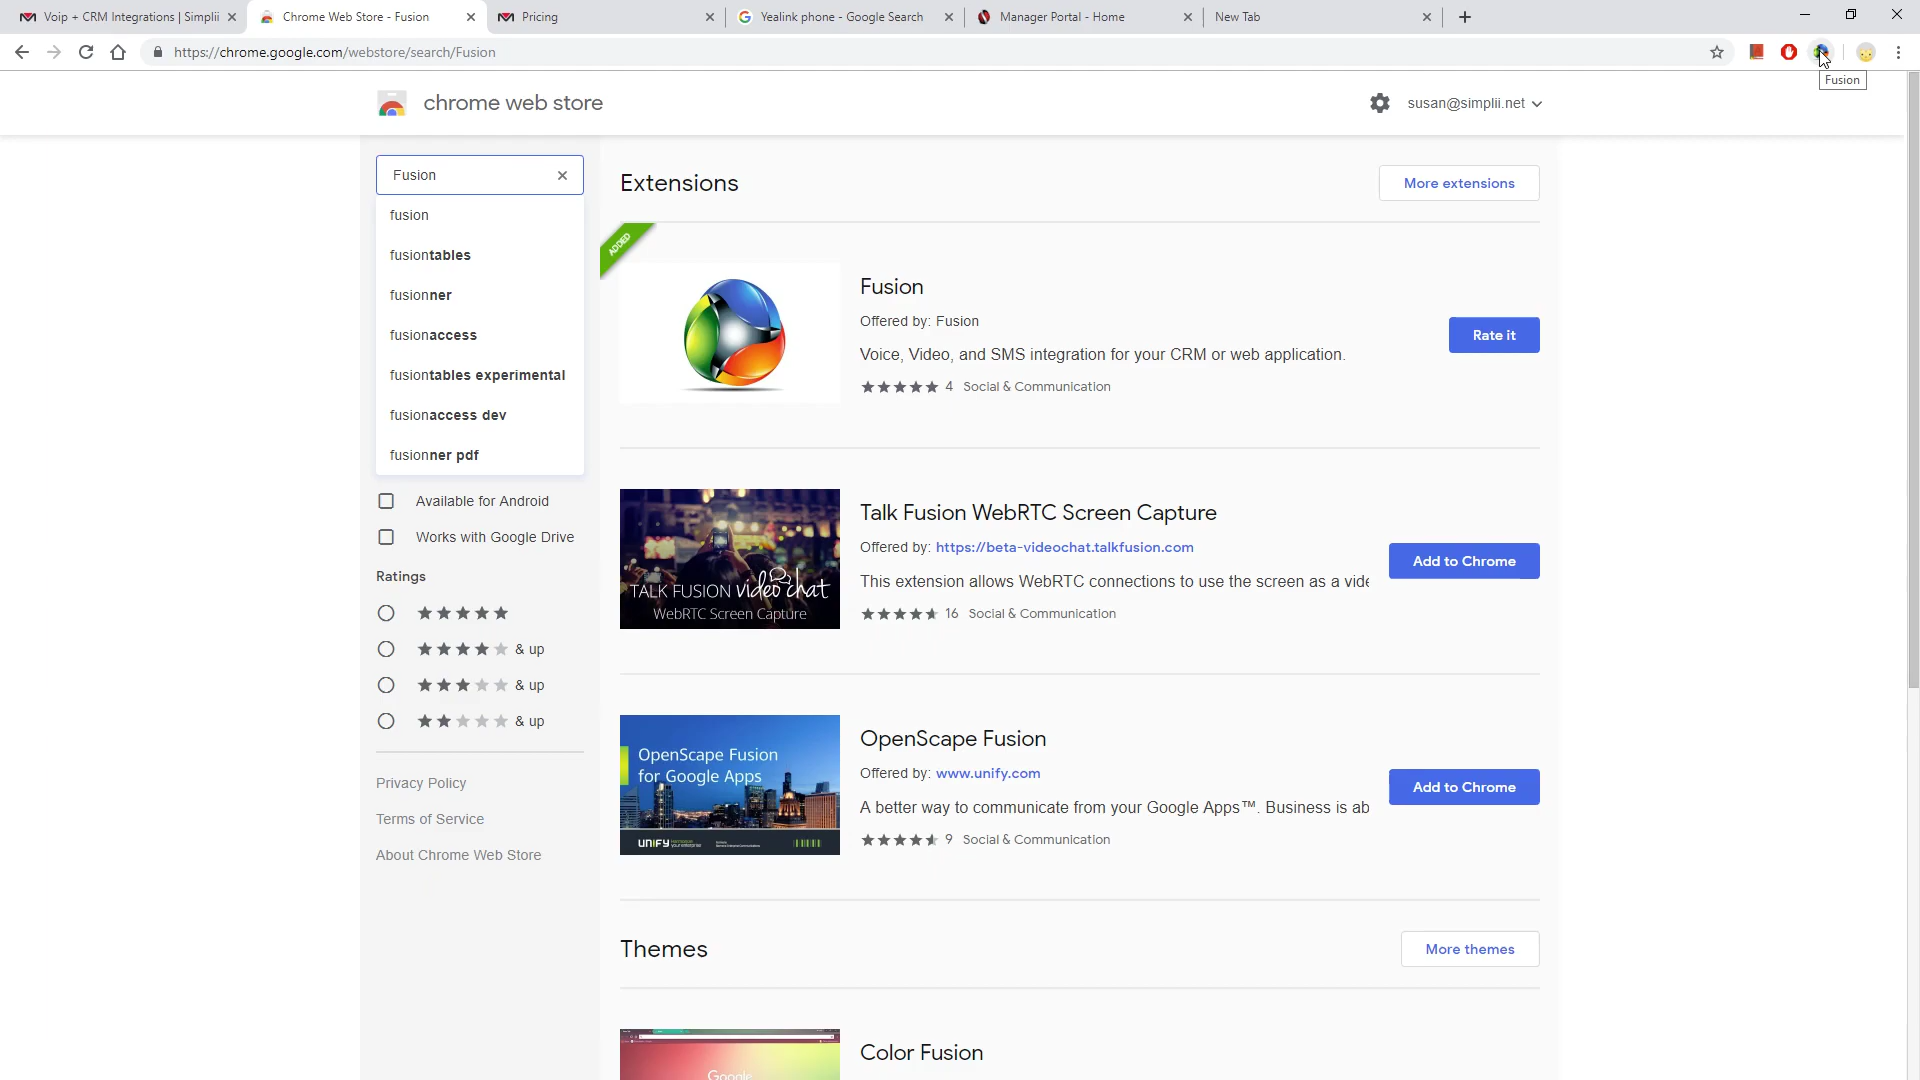 Voip + CRM Integrations | Simplii
Chrome Web Store - Fusion
Pricing
Yealink phone - Google Search
Manager Portal - Home
New Tab
https://chrome.google.com/webstore/search/Fusion
Fusion
chrome web store
susan@simplii.net
Fusion
fusion
fusiontables
fusionner
fusionaccess
fusiontables experimental
fusionaccess dev
fusionner pdf
Available for Android
Works with Google Drive
Ratings
& up
& up
& up
Privacy Policy
Terms of Service
About Chrome Web Store
Extensions
More extensions
ADDED
Fusion
Offered by: Fusion
Voice, Video, and SMS integration for your CRM or web application.
4 Social & Communication
Rate it
TALK FUSION video chat
WebRTC Screen Capture
Talk Fusion WebRTC Screen Capture
Offered by: https://beta-videochat.talkfusion.com
This extension allows WebRTC connections to use the screen as a vide
16 Social & Communication
Add to Chrome
OpenScape Fusion
for Google Apps
UNIFY
OpenScape Fusion
Offered by: www.unify.com
A better way to communicate from your Google Apps™. Business is ab
9 Social & Communication
Add to Chrome
Themes
More themes
Google
Color Fusion